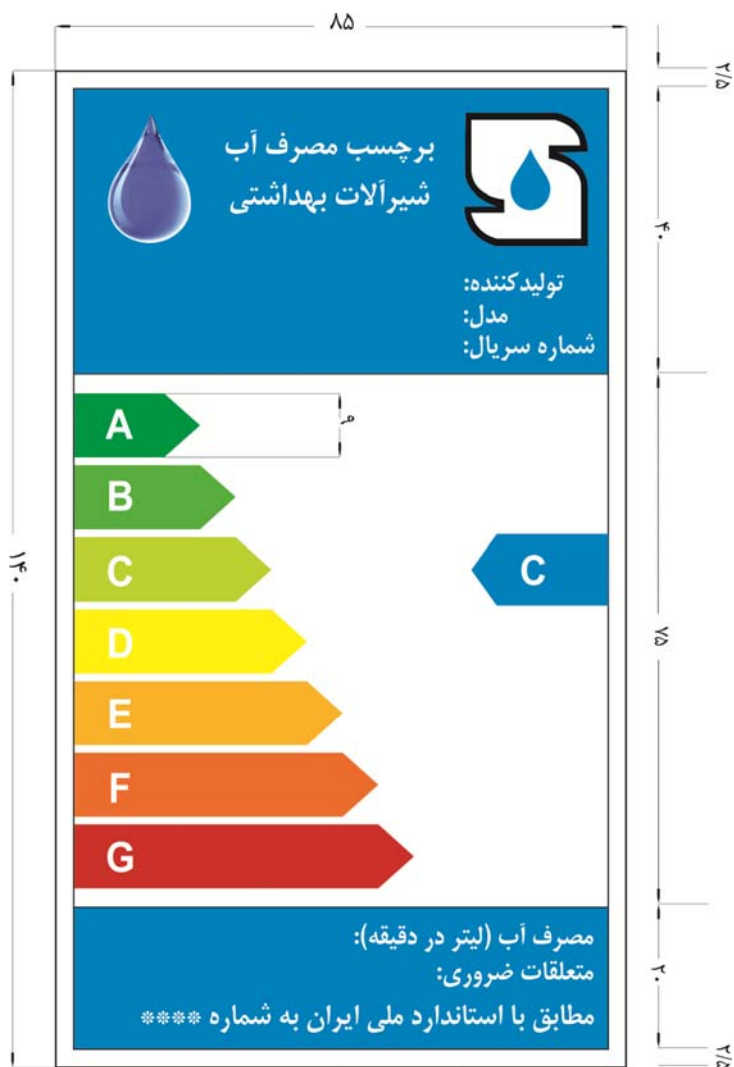 ۸۵
۲/۵
برچسب مصرف آب
شیرآلات بهداشتی
۴۰
تولیدکننده:
مدل:
شماره سریال:
A
۹
B
C
C
۱۴۰
D
۷۵
E
F
G
مصرف آب (لیتر در دقیقه):
متعلقات ضروری:
۲۰
مطابق با استاندارد ملی ایران به شماره ****
۲/۵